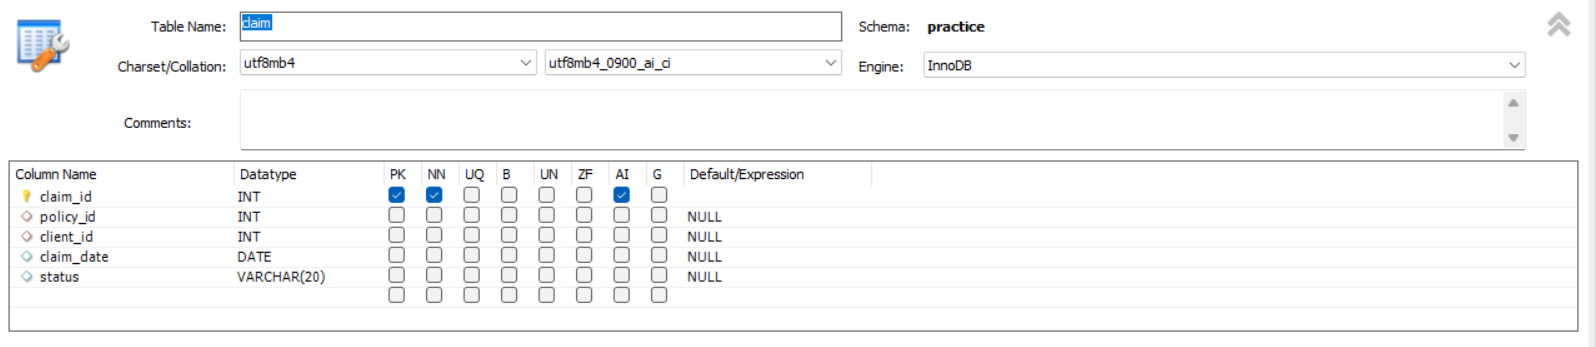 Table Name: claim Schema: practice
Charset/Collation: utf8mb4 utf8mb4_0900_ai_ci Engine: InnoDB
Comments:
Column Name Datatype PK NN UQ B UN ZF AI G Default/Expression
claim_id INT
policy_id INT NULL
client_id INT NULL
claim_date DATE NULL
status VARCHAR(20) NULL